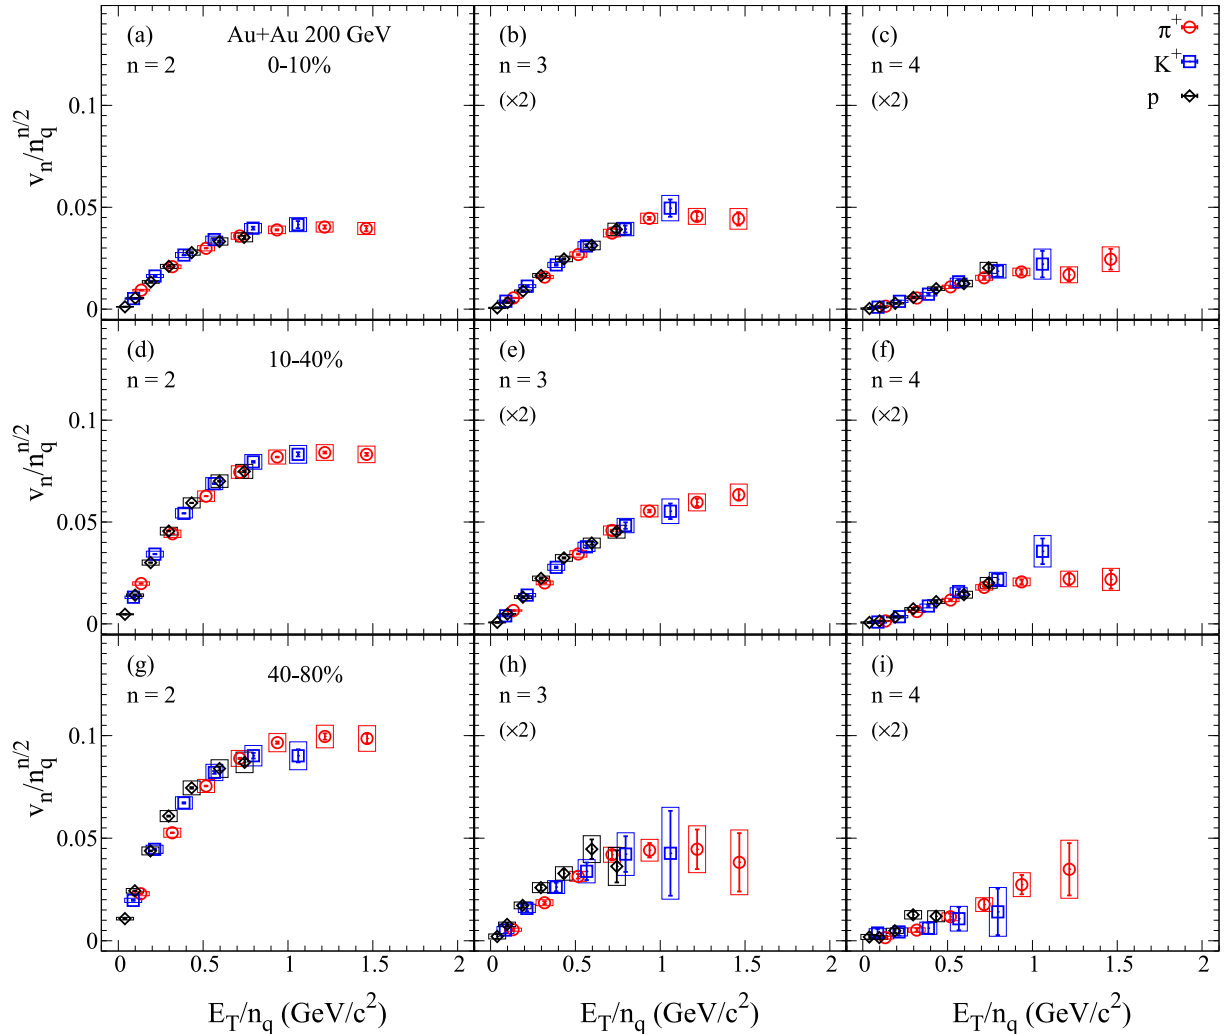 (a) Au+Au 200 GeV
n = 2 0-10%
(b)
n = 3
(×2)
(c)
n = 4
(×2)
π+
K+
p
0.1
0.05
0
v_n/n_q^{n/2}
(d) 10-40%
n = 2
(e)
n = 3
(×2)
(f)
n = 4
(×2)
0.1
0.05
0
v_n/n_q^{n/2}
(g) 40-80%
n = 2
(h)
n = 3
(×2)
(i)
n = 4
(×2)
0.1
0.05
0
v_n/n_q^{n/2}
0 0.5 1 1.5 2
0 0.5 1 1.5 2
0 0.5 1 1.5 2
E_T/n_q (GeV/c^2)
E_T/n_q (GeV/c^2)
E_T/n_q (GeV/c^2)